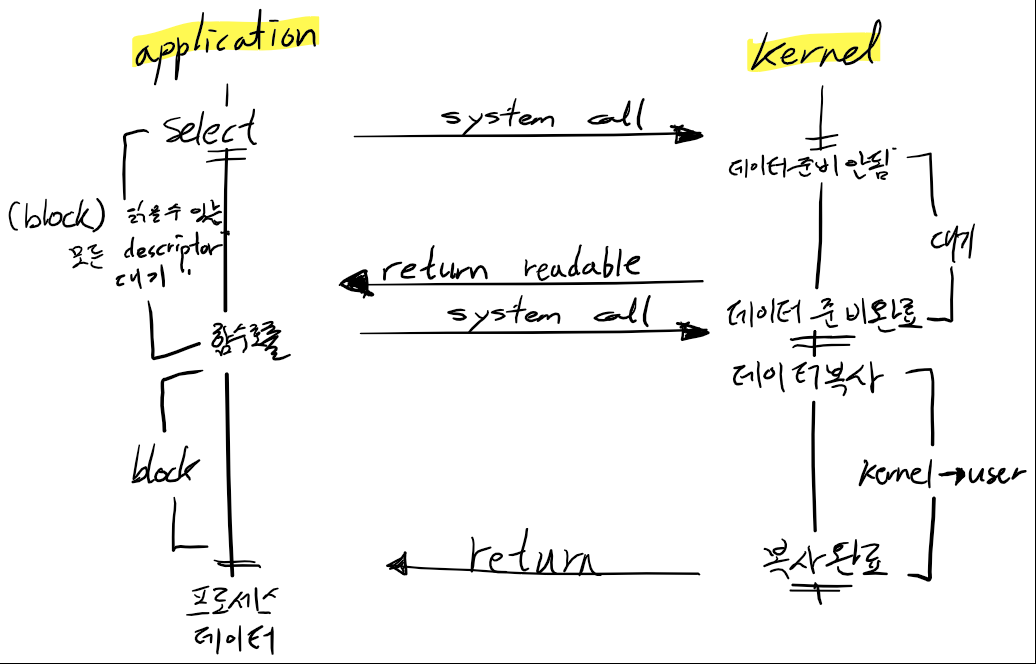 application
kernel
select
system call
데이터 준비 안됨
(block) 읽을수 있는
모든 descriptor
대기
대기
return readable
system call
데이터 준비완료
함수호출
데이터복사
block
kernel → user
return
복사완료
프로세스
데이터